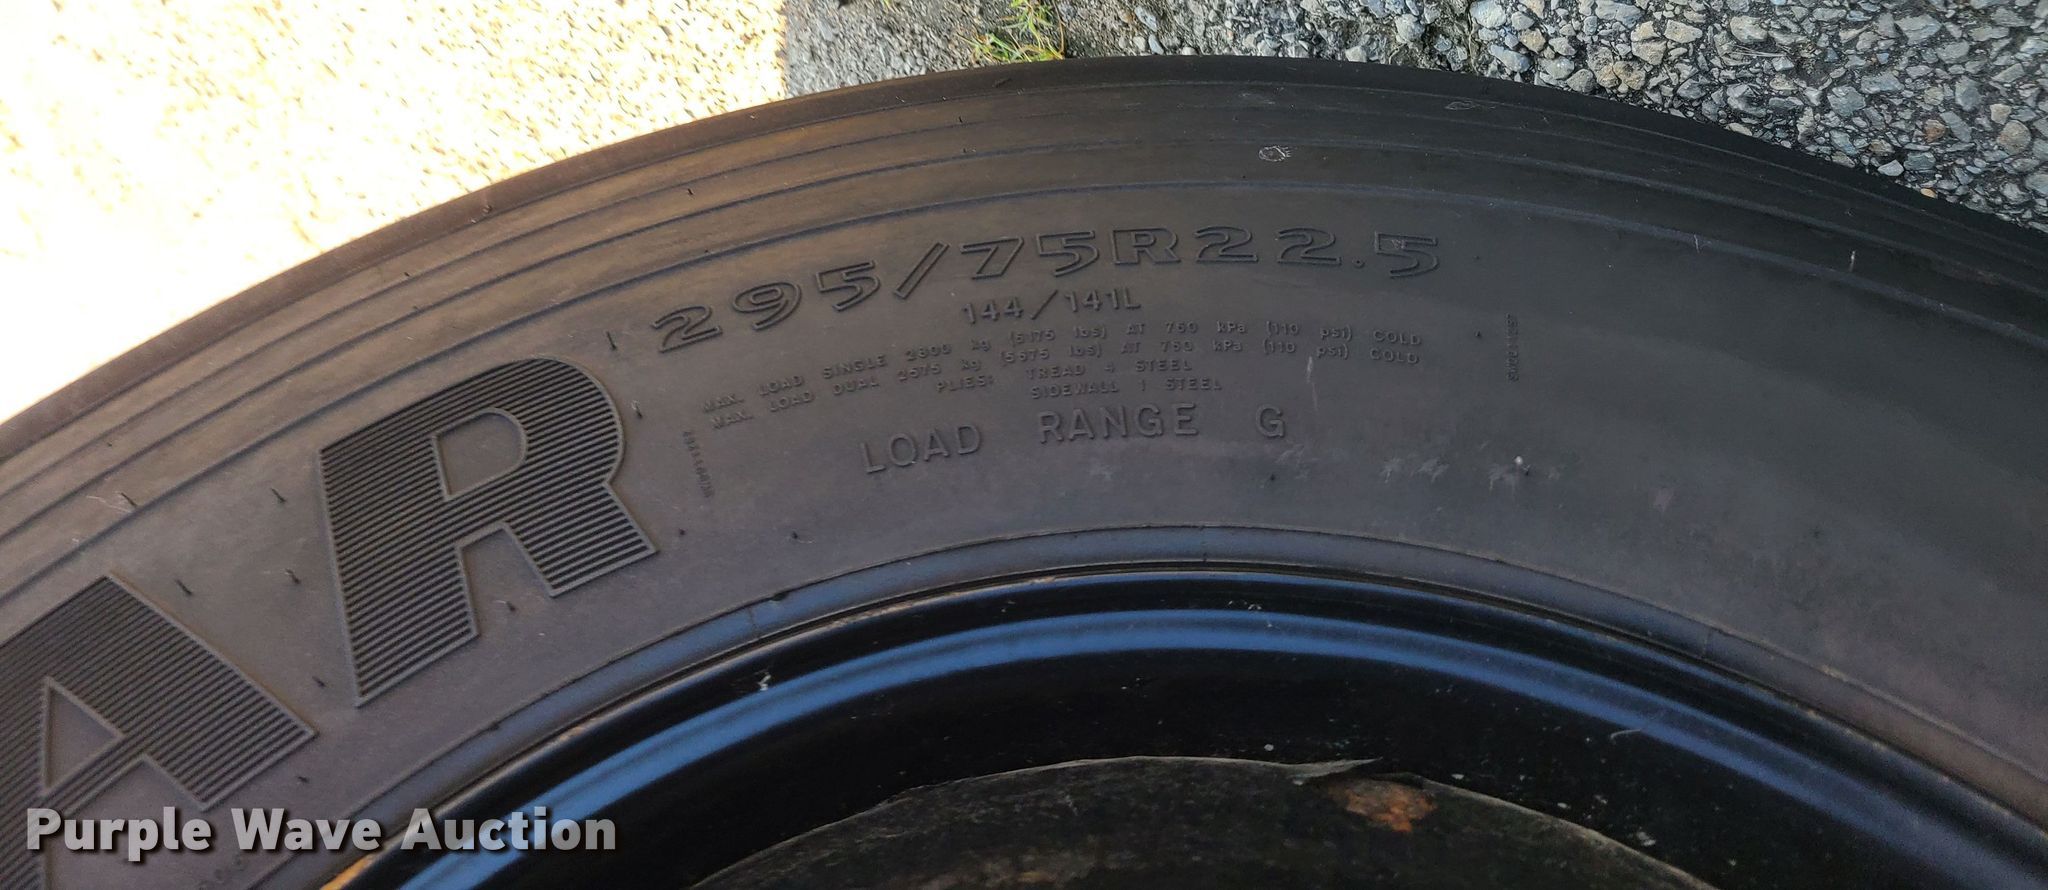 295/75R22.5
144/141L
MAX. LOAD SINGLE 2800 kg (6175 lbs) AT 760 kPa (110 psi) COLD
MAX. LOAD DUAL 2575 kg (5675 lbs) AT 760 kPa (110 psi) COLD
PLIES: TREAD 4 STEEL
SIDEWALL 1 STEEL
LOAD RANGE G
AR
Purple Wave Auction